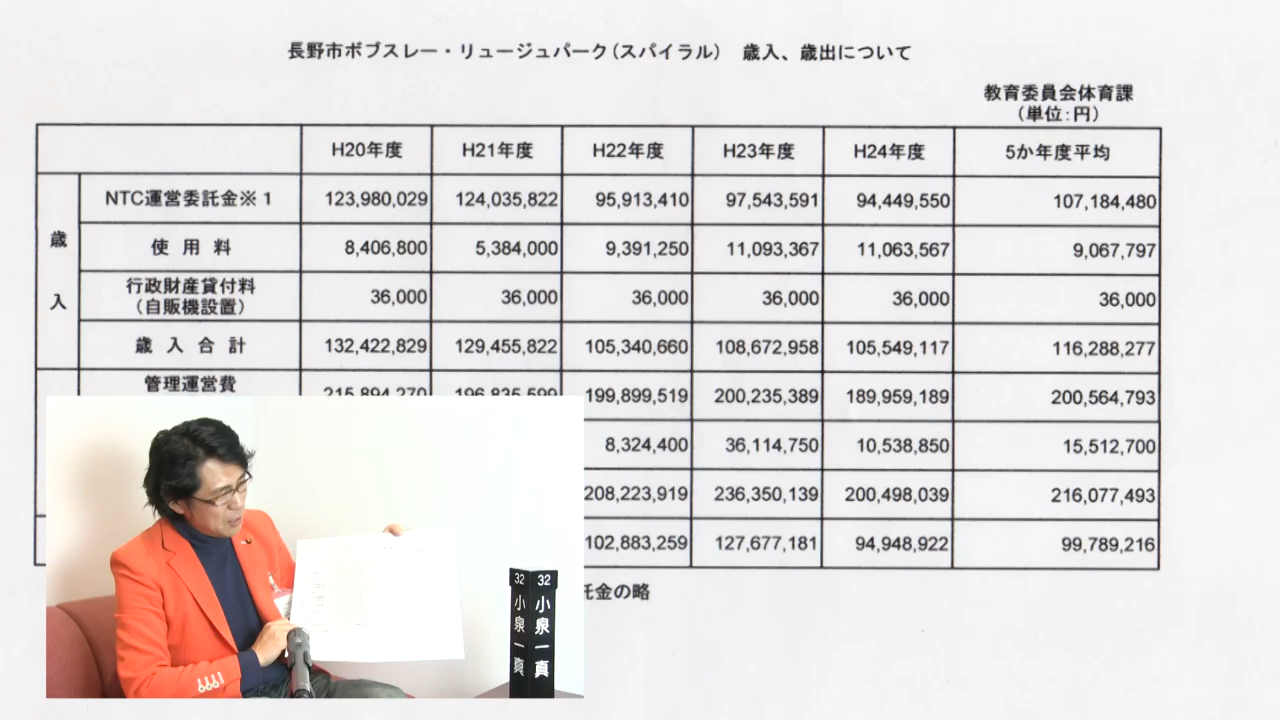 長野市ボブスレー・リュージュパーク(スパイラル) 歳入、歳出について
教育委員会体育課
(単位:円)
H20年度 H21年度 H22年度 H23年度 H24年度 5か年度平均
歳入
NTC運営委託金※1 123,980,029 124,035,822 95,913,410 97,543,591 94,449,550 107,184,480
使用料 8,406,800 5,384,000 9,391,250 11,093,367 11,063,567 9,067,797
行政財産貸付料
(自販機設置) 36,000 36,000 36,000 36,000 36,000 36,000
歳入合計 132,422,829 129,455,822 105,340,660 108,672,958 105,549,117 116,288,277
管理運営費 215,894,270 196,835,599 199,899,519 200,235,389 189,959,189 200,564,793
8,324,400 36,114,750 10,538,850 15,512,700
208,223,919 236,350,139 200,498,039 216,077,493
102,883,259 127,677,181 94,948,922 99,789,216
託金の略
32 小泉一真
32 小泉一真